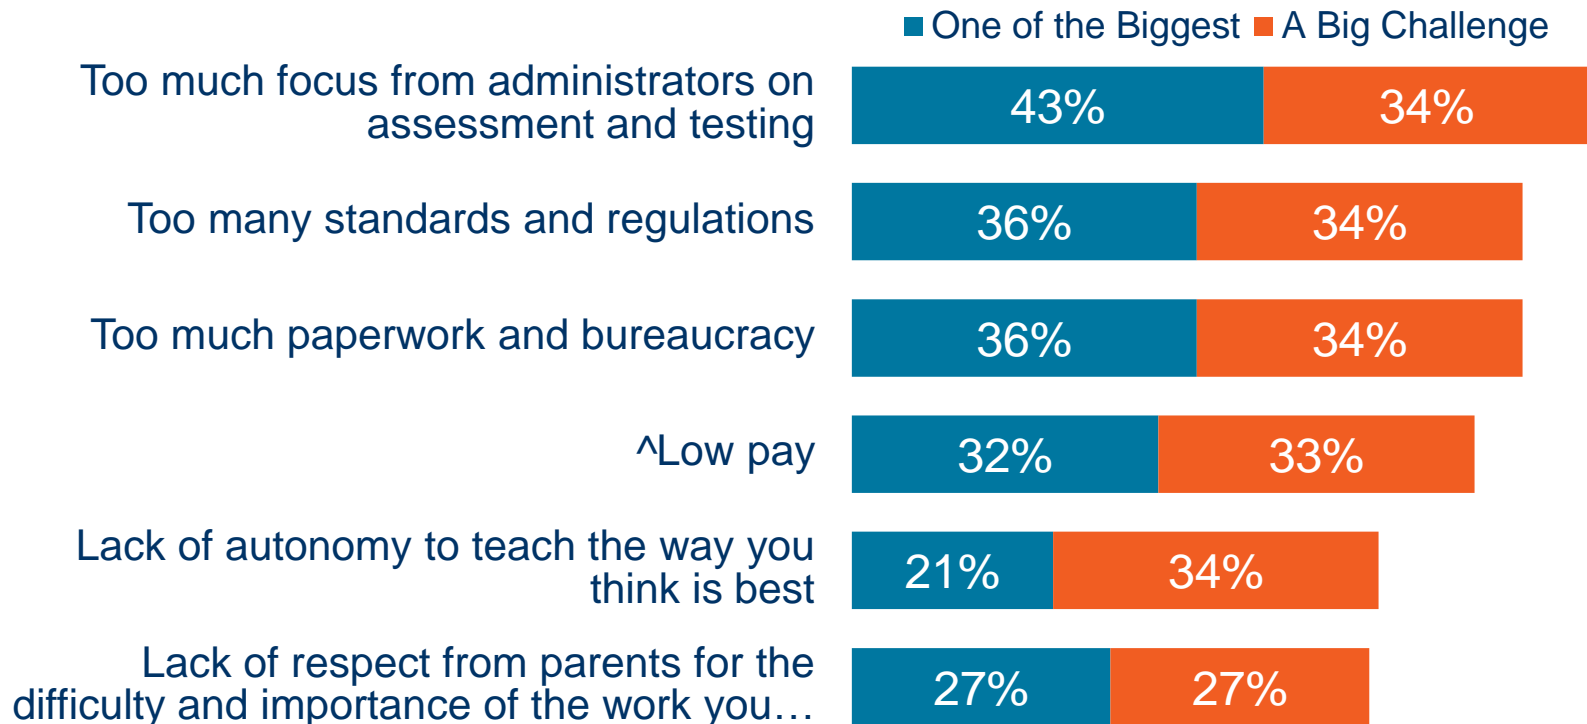 One of the Biggest A Big Challenge
Too much focus from administrators on
assessment and testing
43% 34%
Too many standards and regulations
36% 34%
Too much paperwork and bureaucracy
36% 34%
^Low pay
32% 33%
Lack of autonomy to teach the way you
think is best
21% 34%
Lack of respect from parents for the
difficulty and importance of the work you…
27% 27%